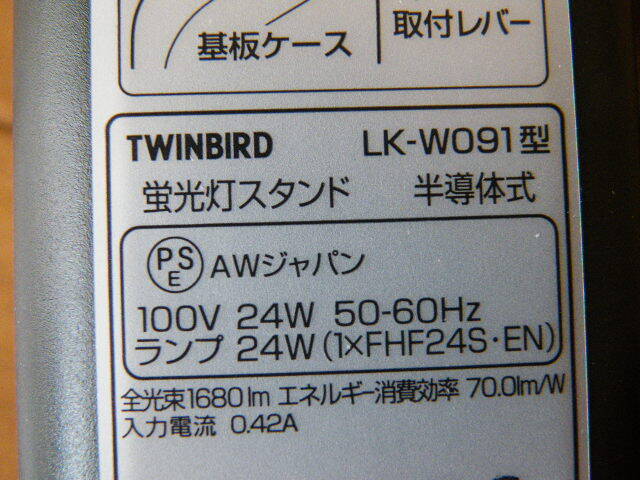 基板ケース
取付レバー
TWINBIRD LK-W091型
蛍光灯スタンド 半導体式
PSE AWジャパン
100V 24W 50-60Hz
ランプ 24W(1×FHF24S・EN)
全光束1680lm エネルギー消費効率 70.0lm/W
入力電流 0.42A